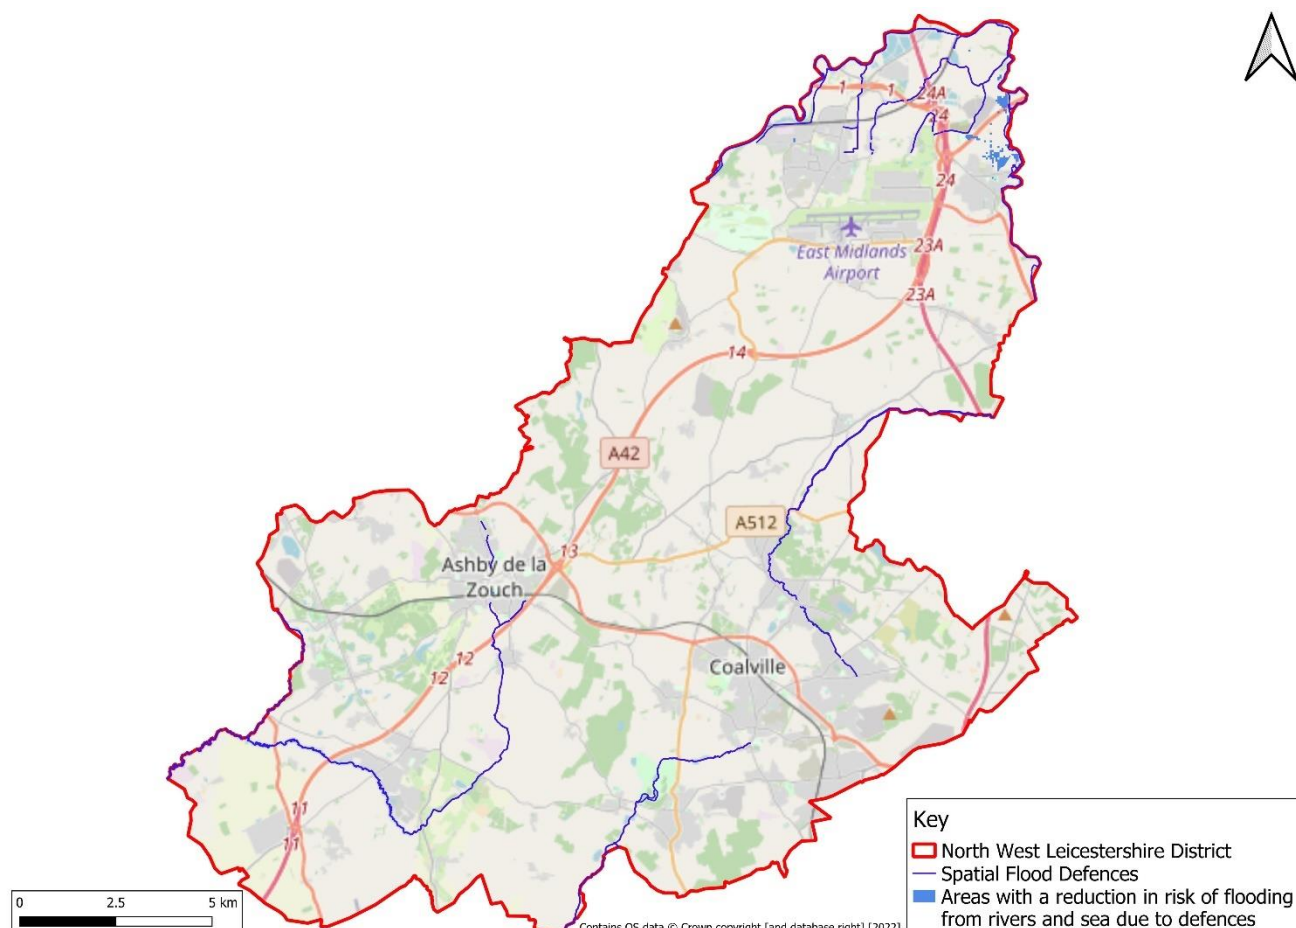 1
1
24A
24
24
East Midlands
Airport
23A
23A
14
A42
A512
13
Ashby de la
Zouch
12
12
Coalville
11
11
Key
North West Leicestershire District
Spatial Flood Defences
Areas with a reduction in risk of flooding
from rivers and sea due to defences
0 2.5 5 km
Contains OS data © Crown copyright [and database right] [2022]